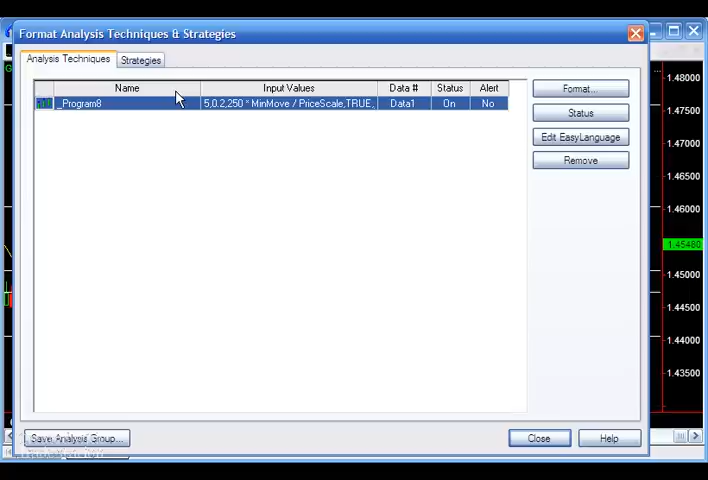 Format Analysis Techniques & Strategies
Analysis Techniques
Strategies
Name
Input Values
Data #
Status
Alert
_Program8
5,0.2,250 * MinMove / PriceScale,TRUE,
Data1
On
No
Format...
Status
Edit EasyLanguage
Remove
Save Analysis Group...
Close
Help
1.48000
1.47500
1.47000
1.46500
1.46000
1.45480
1.45000
1.44500
1.44000
1.43500